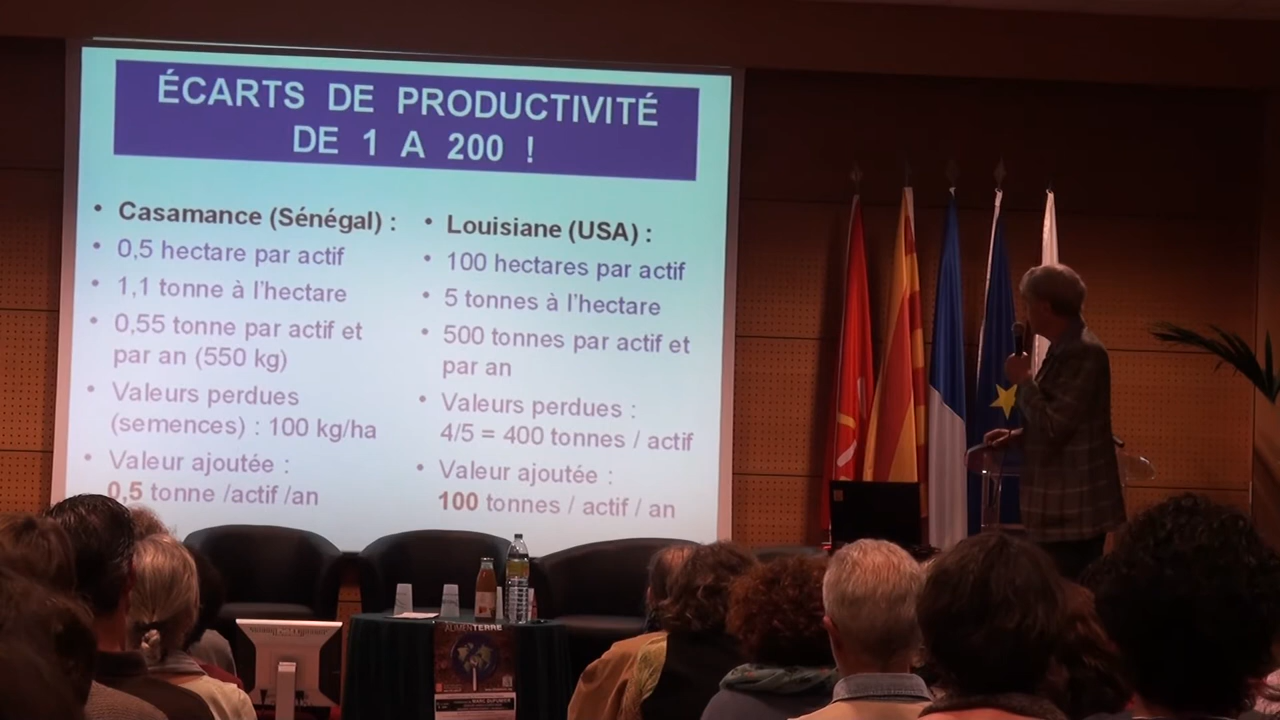 ÉCARTS DE PRODUCTIVITÉ
DE 1 A 200 !
• Casamance (Sénégal) :
• 0,5 hectare par actif
• 1,1 tonne à l'hectare
• 0,55 tonne par actif et
par an (550 kg)
• Valeurs perdues
(semences) : 100 kg/ha
• Valeur ajoutée :
0,5 tonne /actif /an
• Louisiane (USA) :
• 100 hectares par actif
• 5 tonnes à l'hectare
• 500 tonnes par actif et
par an
• Valeurs perdues :
4/5 = 400 tonnes / actif
• Valeur ajoutée :
100 tonnes / actif / an
ALIMENTERRE
MARC DUFUMIER